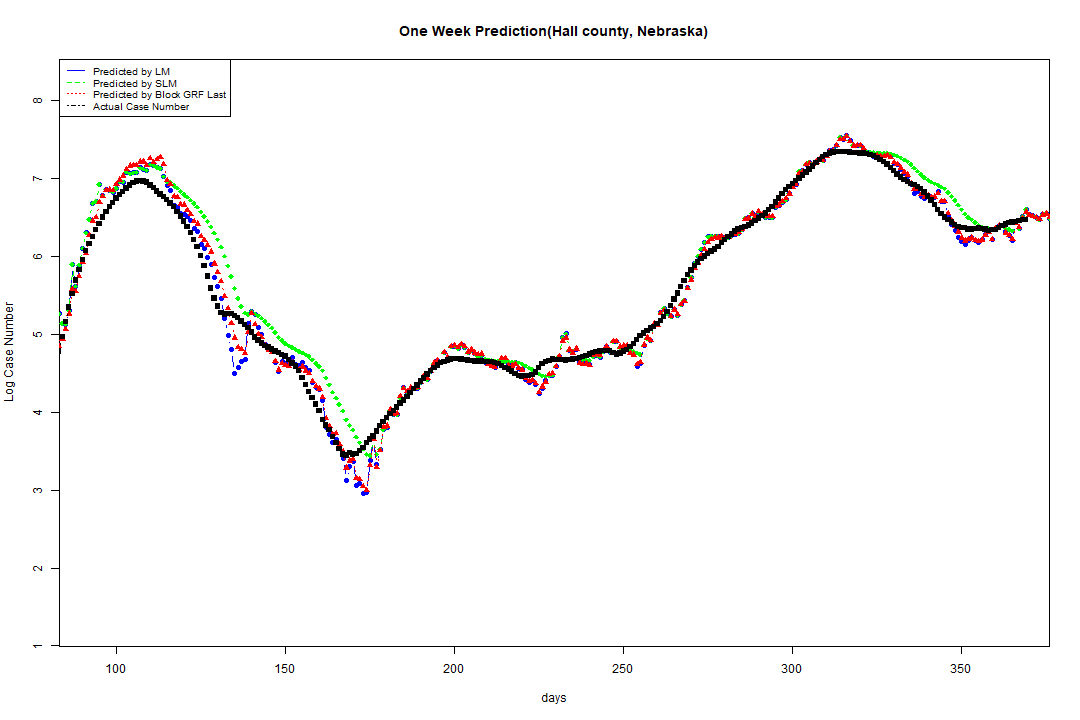 One Week Prediction(Hall county, Nebraska)
Predicted by LM
Predicted by SLM
Predicted by Block GRF Last
Actual Case Number
8
7
6
5
4
3
2
1
Log Case Number
100 150 200 250 300 350
days